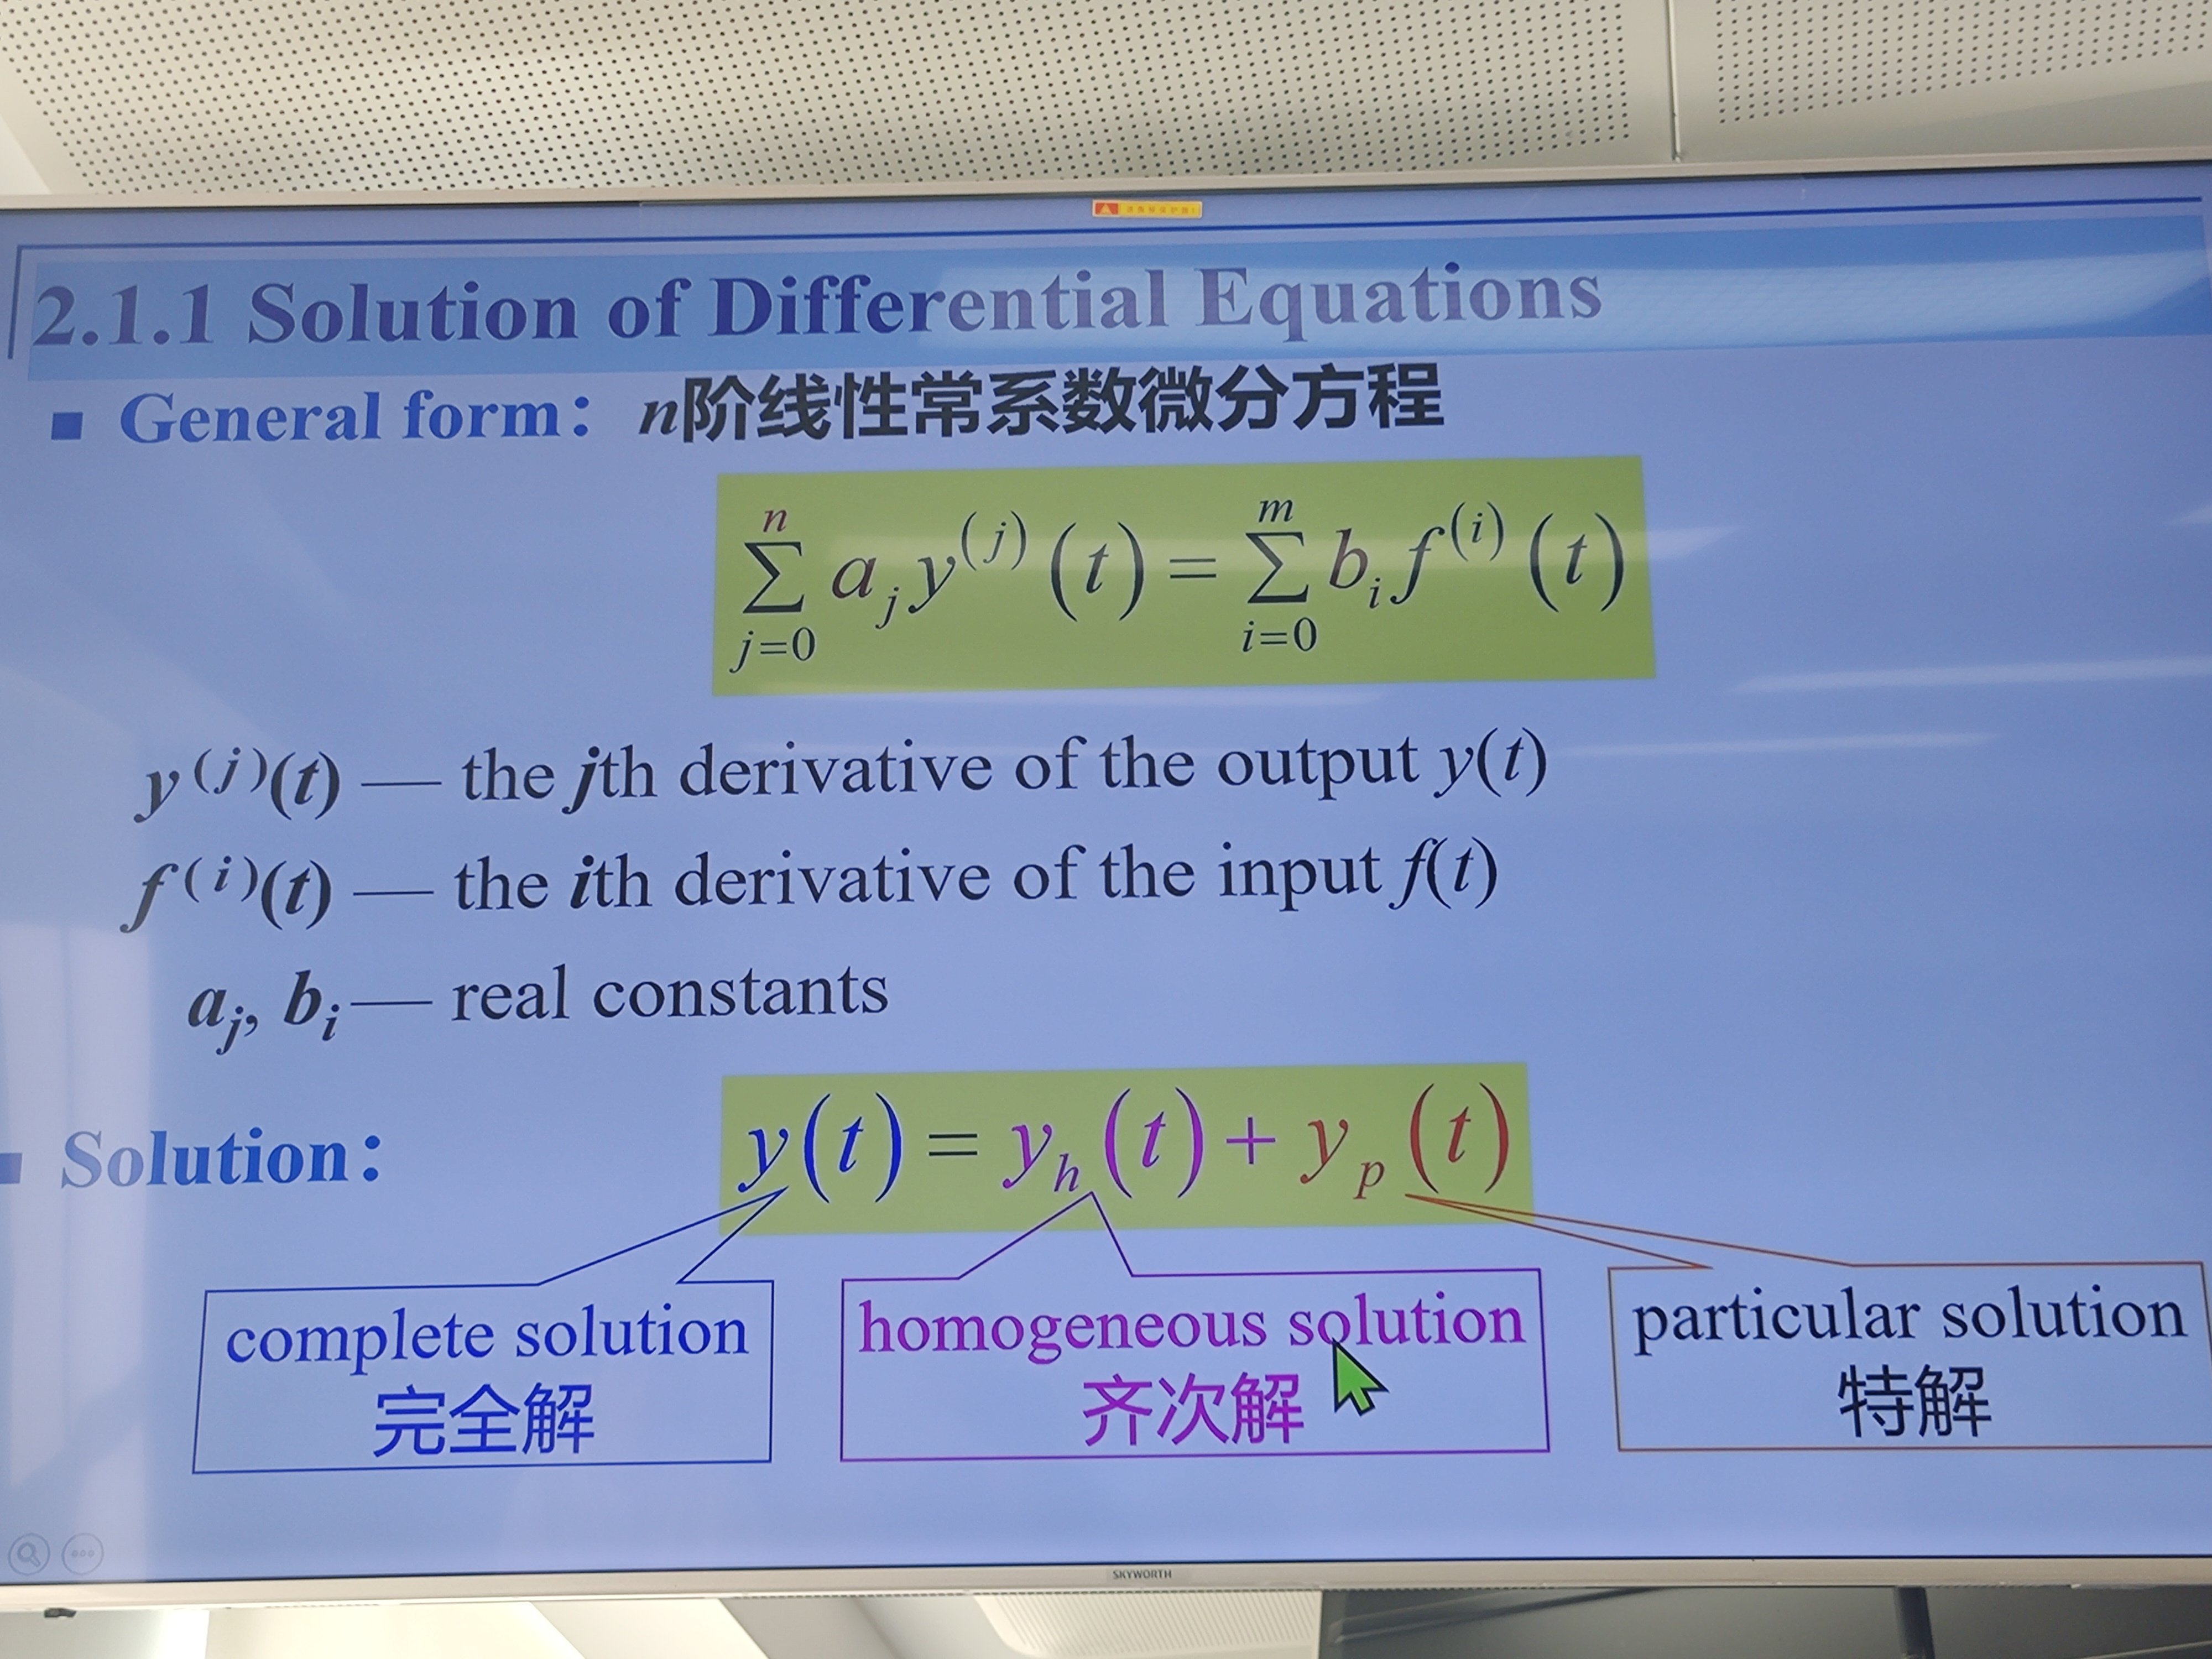 2.1.1 Solution of Differential Equations
■ General form：n阶线性常系数微分方程
\sum_{j=0}^{n} a_j y^{(j)}(t) = \sum_{i=0}^{m} b_i f^{(i)}(t)
y^{(j)}(t) — the jth derivative of the output y(t)
f^{(i)}(t) — the ith derivative of the input f(t)
a_j, b_i — real constants
■ Solution：
y(t) = y_h(t) + y_p(t)
complete solution
完全解
homogeneous solution
齐次解
particular solution
特解
SKYWORTH